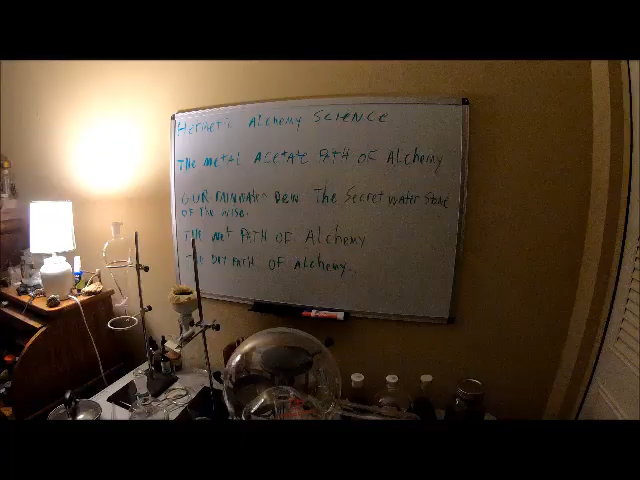 Hermetic Alchemy Science
The metal Acetate Path of Alchemy
Our Rainwater Dew The Secret water Stone
of The wise.
The wet Path of Alchemy
The Dry Path of Alchemy.